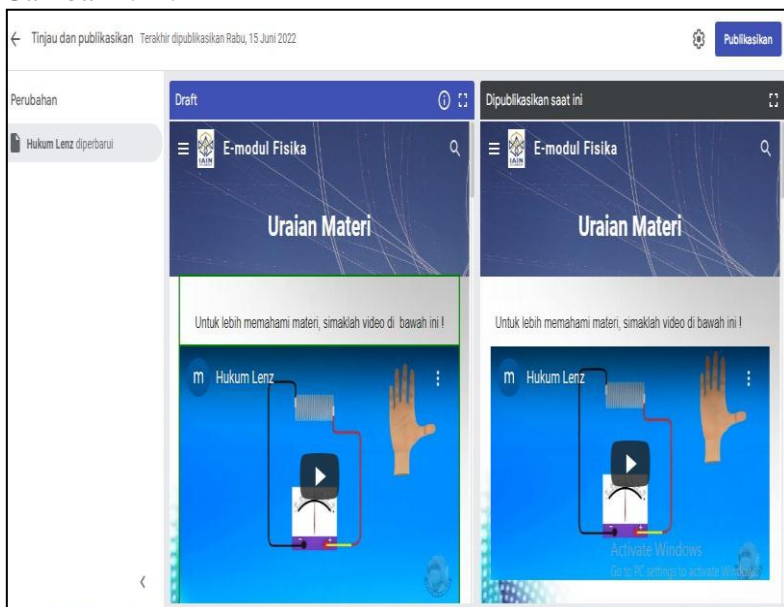 Tinjau dan publikasikan Terakhir dipublikasikan Rabu, 15 Juni 2022
Publikasikan
Perubahan
Hukum Lenz diperbarui
Draft
IAIN
E-modul Fisika
Uraian Materi
Untuk lebih memahami materi, simaklah video di bawah ini !
m Hukum Lenz
Dipublikasikan saat ini
IAIN
E-modul Fisika
Uraian Materi
Untuk lebih memahami materi, simaklah video di bawah ini !
m Hukum Lenz
Activate Windows
Go to PC settings to activate Windows.